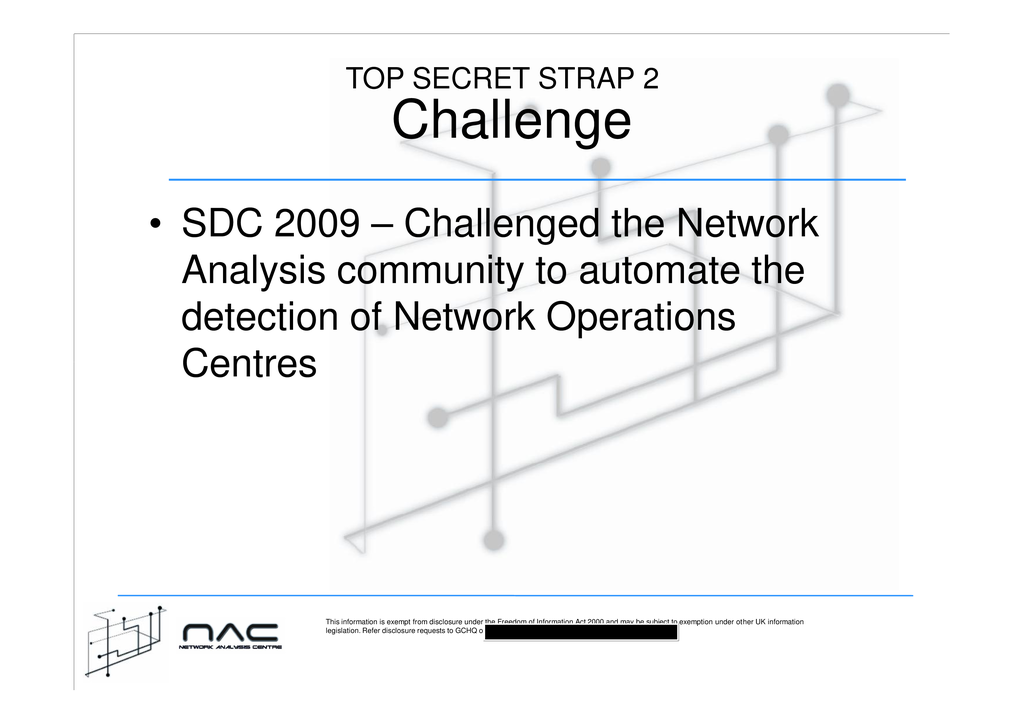 TOP SECRET STRAP 2
Challenge
• SDC 2009 – Challenged the Network
Analysis community to automate the
detection of Network Operations
Centres
NAC
NETWORK ANALYSIS CENTRE
This information is exempt from disclosure under the Freedom of Information Act 2000 and may be subject to exemption under other UK information
legislation. Refer disclosure requests to GCHQ o